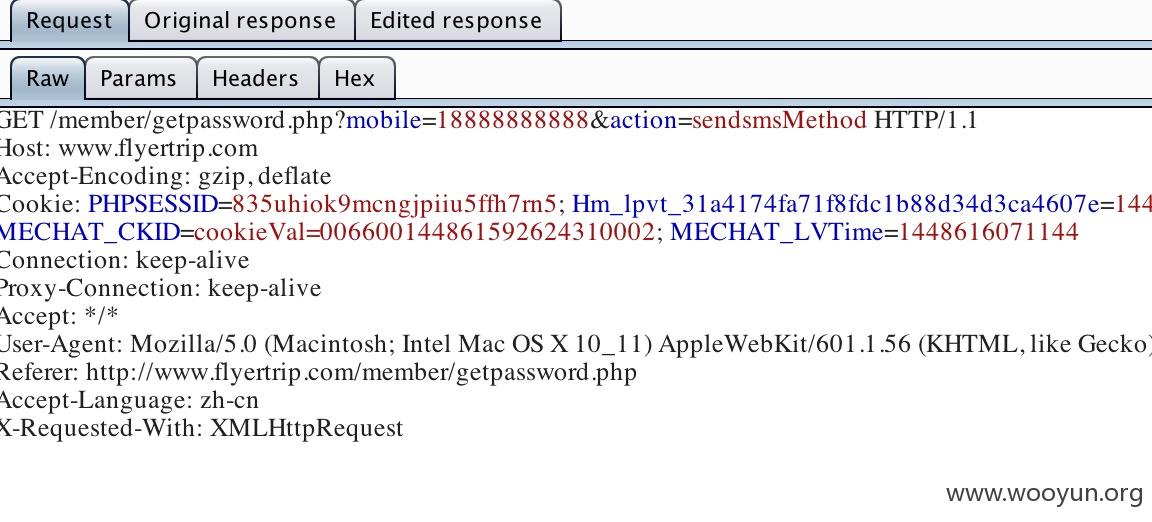 Request Original response Edited response
Raw Params Headers Hex
GET /member/getpassword.php?mobile=18888888888&action=sendsmsMethod HTTP/1.1
Host: www.flyertrip.com
Accept-Encoding: gzip, deflate
Cookie: PHPSESSID=835uhiok9mcngjpiiu5ffh7rn5; Hm_lpvt_31a4174fa71f8fdc1b88d34d3ca4607e=144
MECHAT_CKID=cookieVal=006600144861592624310002; MECHAT_LVTime=1448616071144
Connection: keep-alive
Proxy-Connection: keep-alive
Accept: */*
User-Agent: Mozilla/5.0 (Macintosh; Intel Mac OS X 10_11) AppleWebKit/601.1.56 (KHTML, like Gecko)
Referer: http://www.flyertrip.com/member/getpassword.php
Accept-Language: zh-cn
X-Requested-With: XMLHttpRequest
www.wooyun.org